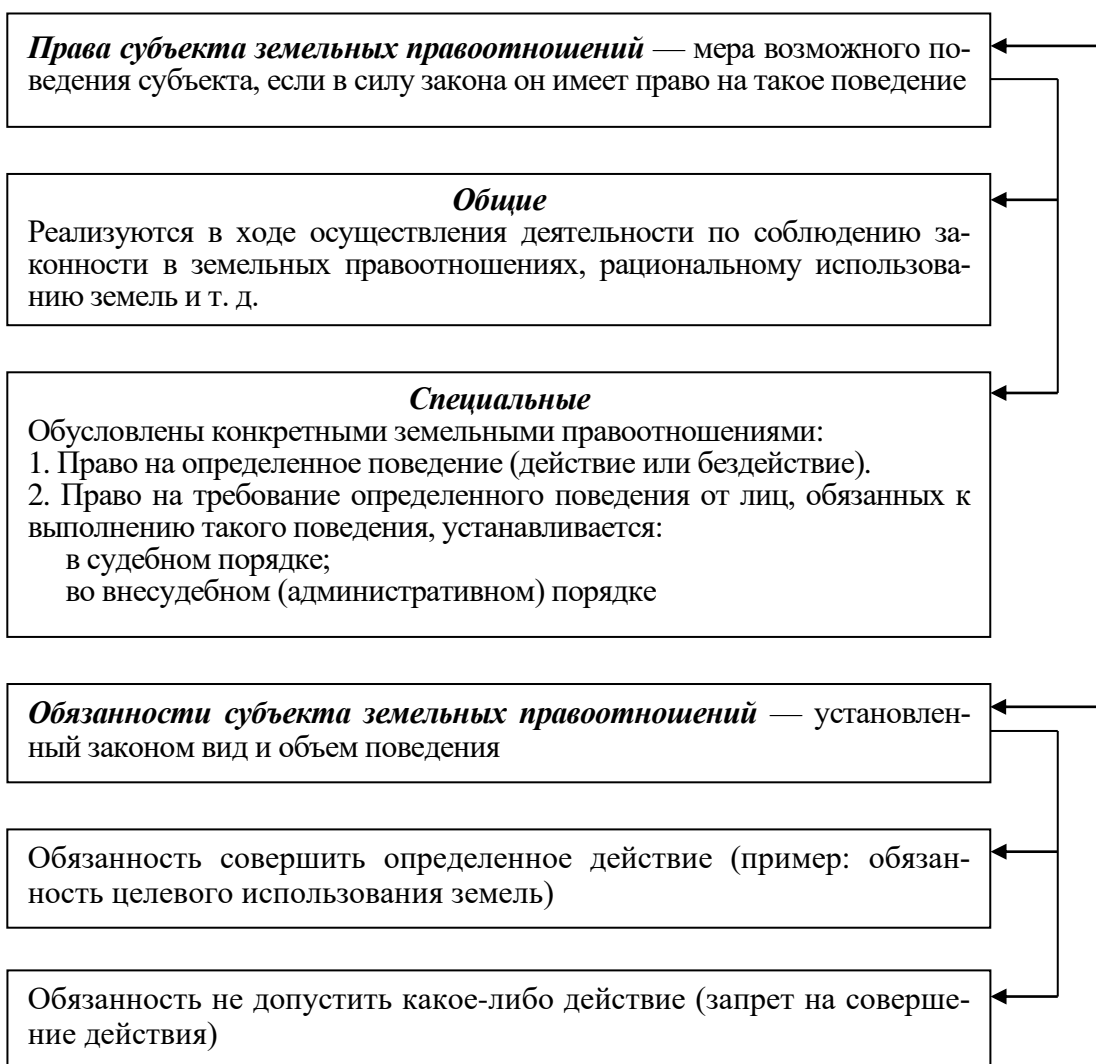 Права субъекта земельных правоотношений — мера возможного по-
ведения субъекта, если в силу закона он имеет право на такое поведение
Общие
Реализуются в ходе осуществления деятельности по соблюдению за-
конности в земельных правоотношениях, рациональному использова-
нию земель и т. д.
Специальные
Обусловлены конкретными земельными правоотношениями:
1. Право на определенное поведение (действие или бездействие).
2. Право на требование определенного поведения от лиц, обязанных к
выполнению такого поведения, устанавливается:
в судебном порядке;
во внесудебном (административном) порядке
Обязанности субъекта земельных правоотношений — установлен-
ный законом вид и объем поведения
Обязанность совершить определенное действие (пример: обязан-
ность целевого использования земель)
Обязанность не допустить какое-либо действие (запрет на соверше-
ние действия)